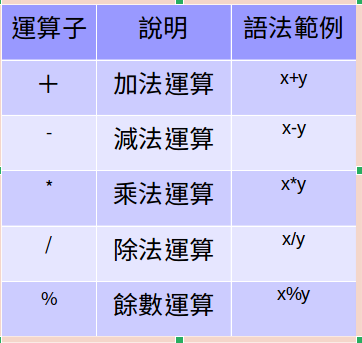 運算子 說明 語法範例
＋ 加法運算 x+y
- 減法運算 x-y
* 乘法運算 x*y
/ 除法運算 x/y
% 餘數運算 x%y